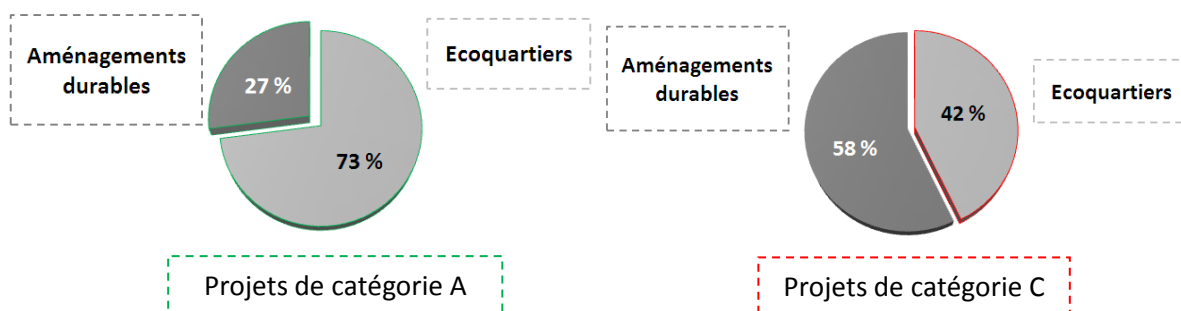 Aménagements
durables
27 %
73 %
Ecoquartiers
Projets de catégorie A
Aménagements
durables
58 %
42 %
Ecoquartiers
Projets de catégorie C